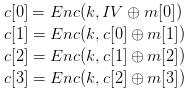 c[0] = Enc(k, IV ⊕ m[0])
c[1] = Enc(k, c[0] ⊕ m[1])
c[2] = Enc(k, c[1] ⊕ m[2])
c[3] = Enc(k, c[2] ⊕ m[3])